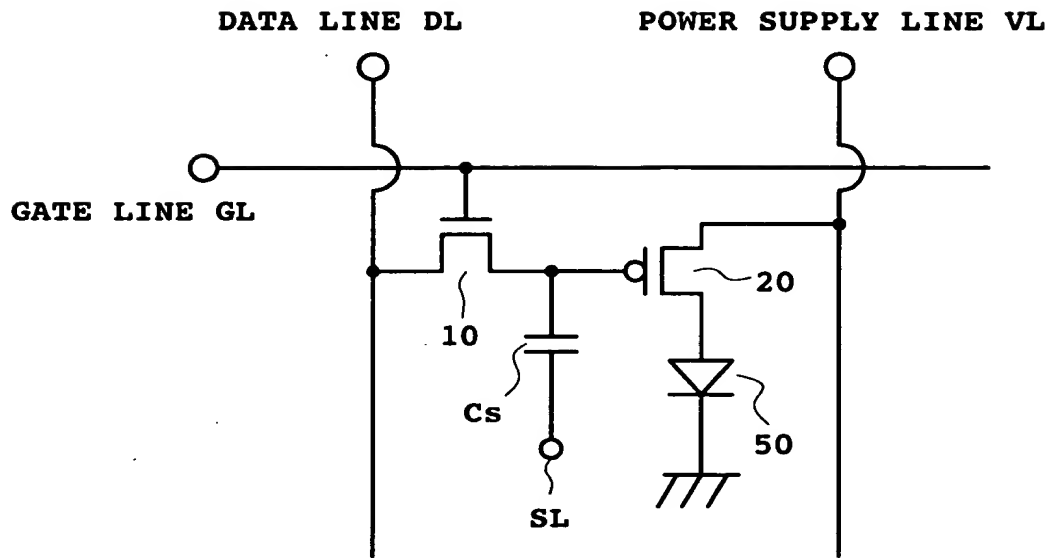 DATA LINE DL
POWER SUPPLY LINE VL
GATE LINE GL
10
20
Cs
50
SL